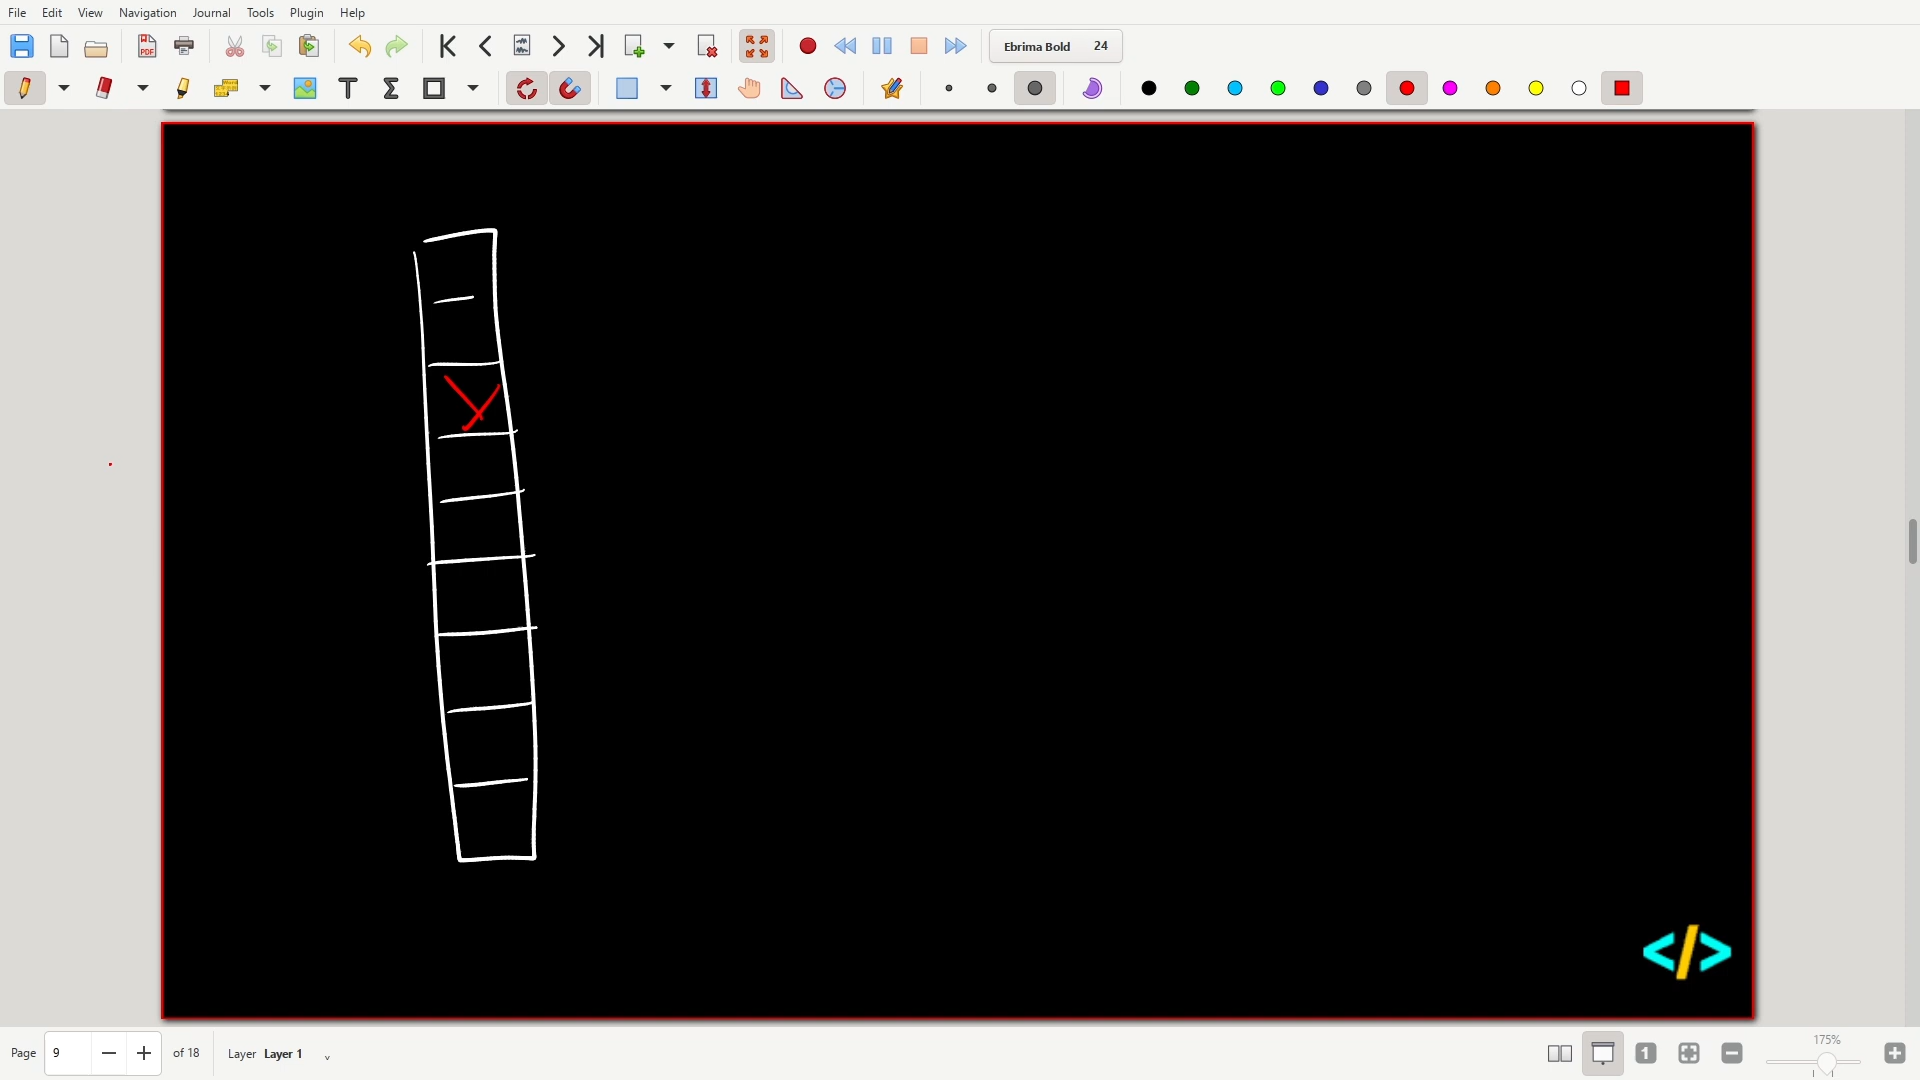 File Edit View Navigation Journal Tools Plugin Help
Ebrima Bold 24
</>
175%
Page 9 of 18 Layer Layer 1